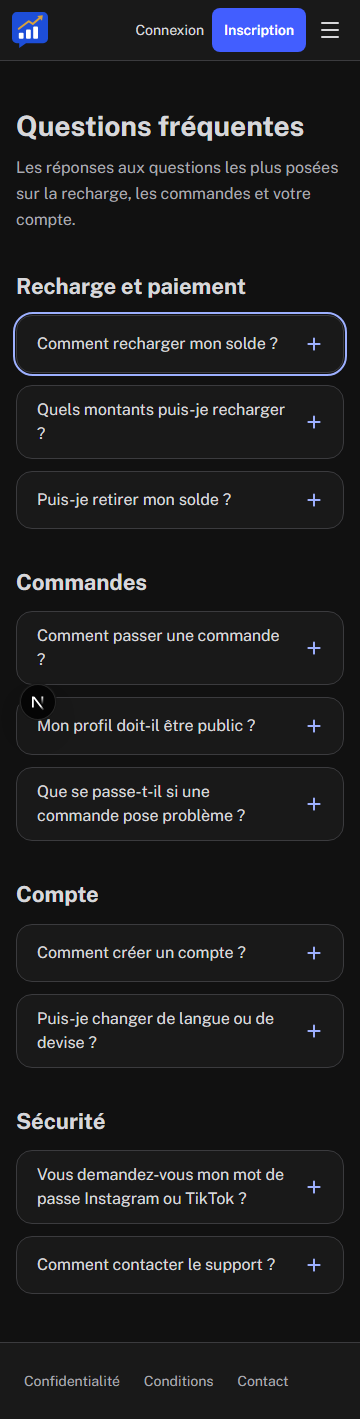 Connexion
Inscription
Questions fréquentes
Les réponses aux questions les plus posées
sur la recharge, les commandes et votre
compte.
Recharge et paiement
Comment recharger mon solde ?
Quels montants puis-je recharger
?
Puis-je retirer mon solde ?
Commandes
Comment passer une commande
?
N
Mon profil doit-il être public ?
Que se passe-t-il si une
commande pose problème ?
Compte
Comment créer un compte ?
Puis-je changer de langue ou de
devise ?
Sécurité
Vous demandez-vous mon mot de
passe Instagram ou TikTok ?
Comment contacter le support ?
Confidentialité
Conditions
Contact